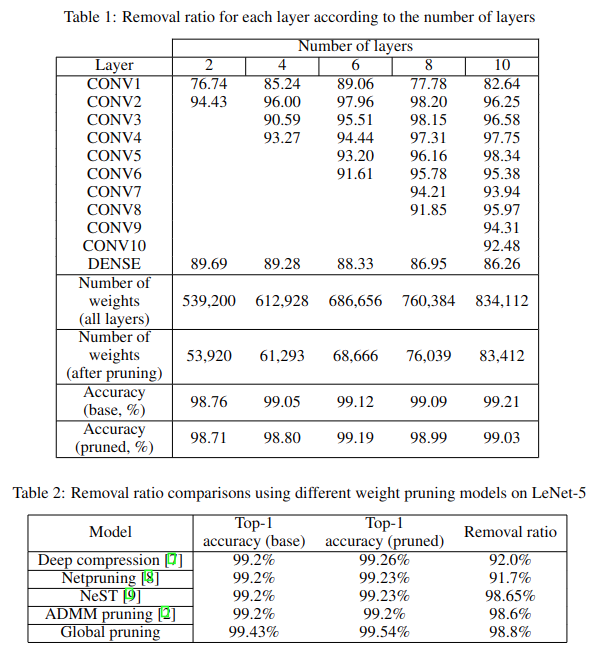 Table 1: Removal ratio for each layer according to the number of layers
Number of layers
Layer 2 4 6 8 10
CONV1 76.74 85.24 89.06 77.78 82.64
CONV2 94.43 96.00 97.96 98.20 96.25
CONV3 90.59 95.51 98.15 96.58
CONV4 93.27 94.44 97.31 97.75
CONV5 93.20 96.16 98.34
CONV6 91.61 95.78 95.38
CONV7 94.21 93.94
CONV8 91.85 95.97
CONV9 94.31
CONV10 92.48
DENSE 89.69 89.28 88.33 86.95 86.26
Number of
weights 539,200 612,928 686,656 760,384 834,112
(all layers)
Number of
weights 53,920 61,293 68,666 76,039 83,412
(after pruning)
Accuracy
(base, %) 98.76 99.05 99.12 99.09 99.21
Accuracy
(pruned, %) 98.71 98.80 99.19 98.99 99.03
Table 2: Removal ratio comparisons using different weight pruning models on LeNet-5
Model Top-1 accuracy (base) Top-1 accuracy (pruned) Removal ratio
Deep compression [7] 99.2% 99.26% 92.0%
Netpruning [8] 99.2% 99.23% 91.7%
NeST [9] 99.2% 99.23% 98.65%
ADMM pruning [2] 99.2% 99.2% 98.6%
Global pruning 99.43% 99.54% 98.8%